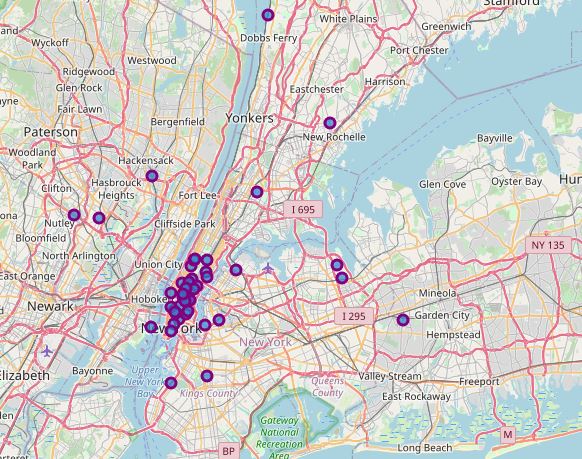 Stamford
White Plains
Greenwich
Dobbs Ferry
Wyckoff
Port Chester
Westwood
Ridgewood
Harrison
Eastchester
Glen Rock
Fair Lawn
Bergenfield
Yonkers
Paterson
New Rochelle
Bayville
Woodland
Park
Hackensack
Clifton
Hasbrouck
Heights
Fort Lee
Glen Cove
Oyster Bay
I 695
Nutley
Cliffside Park
Bloomfield
NY 135
North Arlington
Union City
East Orange
Mineola
Hoboken
Newark
Garden City
I 295
New York
Hempstead
New York
Elizabeth
Bayonne
Upper
New York
Bay
Kings County
Queens
County
Valley Stream
Freeport
East Rockaway
Gateway
National
Recreation
Area
M
BP
Long Beach